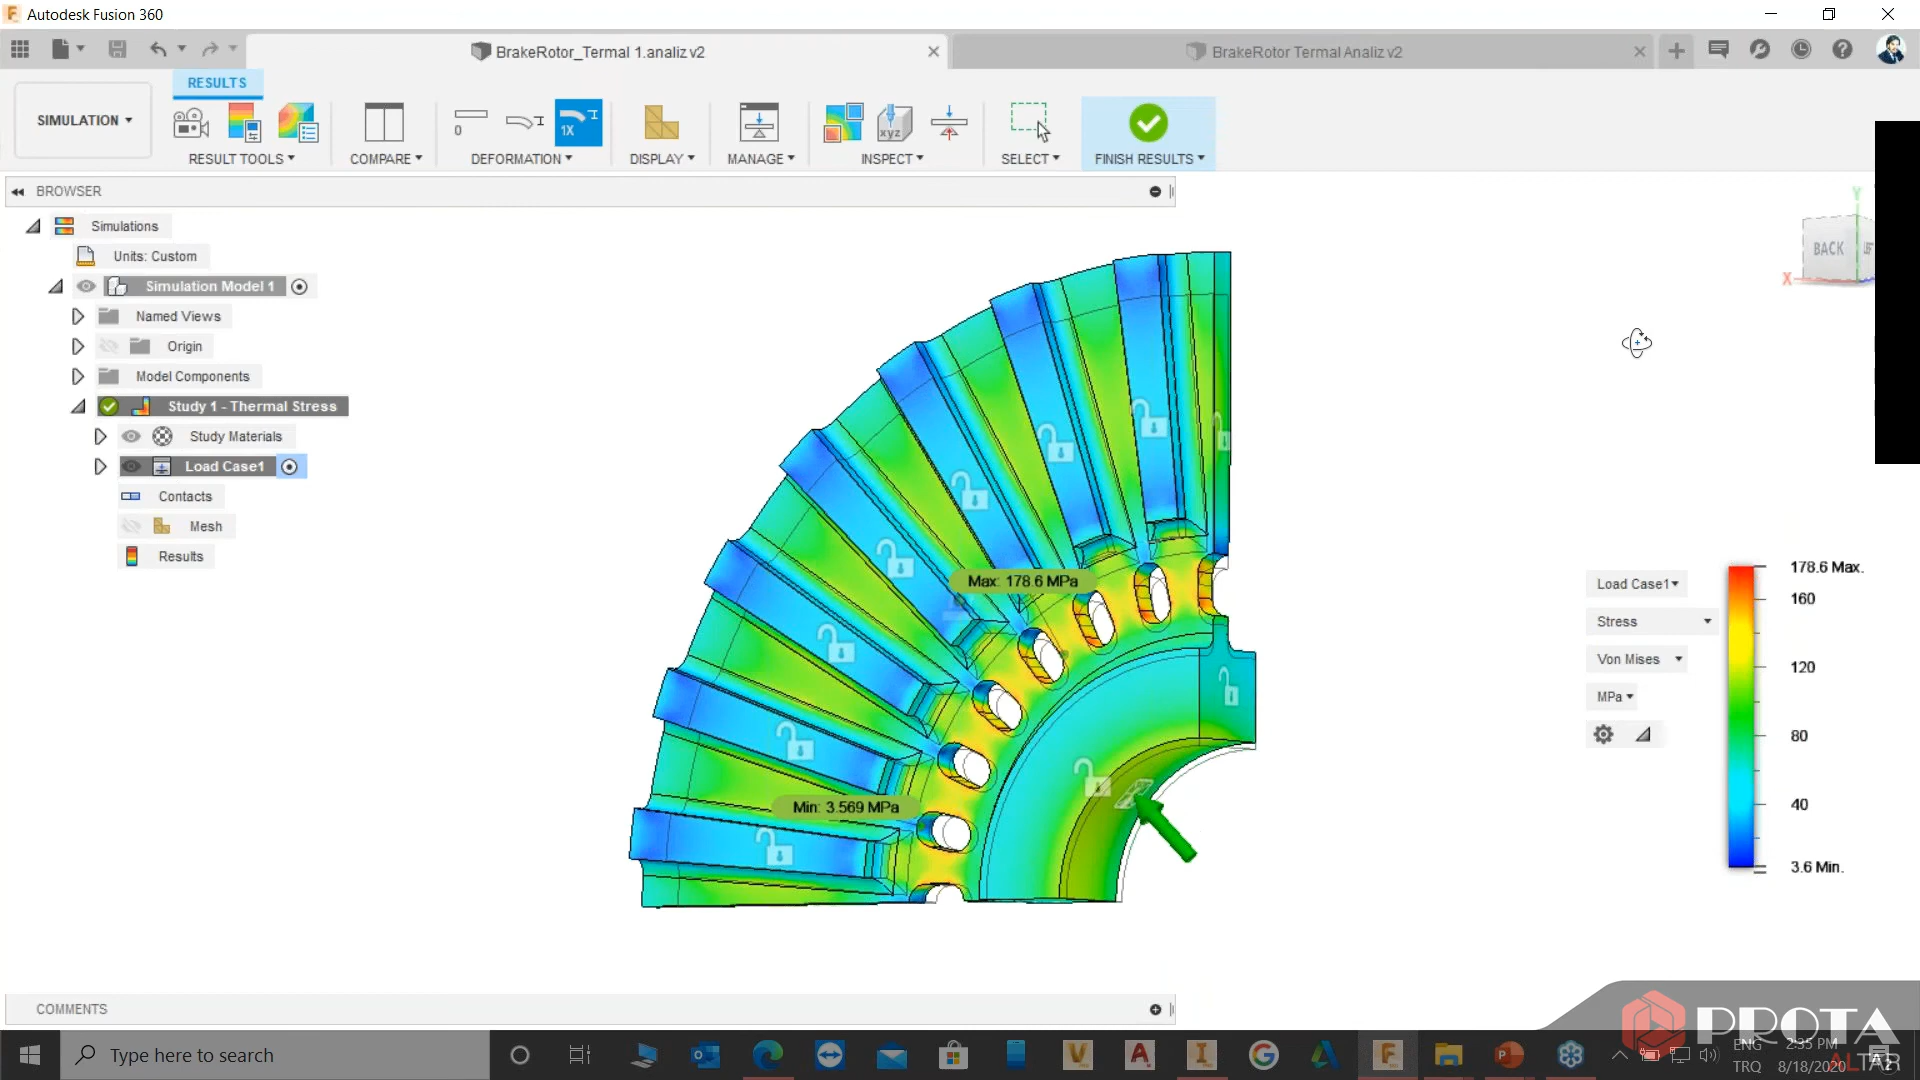 Autodesk Fusion 360
BrakeRotor_Termal 1.analiz v2
BrakeRotor Termal Analiz v2
RESULTS
SIMULATION
0
1X
xyz
RESULT TOOLS
COMPARE
DEFORMATION
DISPLAY
MANAGE
INSPECT
SELECT
FINISH RESULTS
BROWSER
Simulations
Units: Custom
Simulation Model 1
Named Views
Origin
Model Components
Study 1 - Thermal Stress
Study Materials
Load Case1
Contacts
Mesh
Results
Y
BACK
X
Max: 178.6 MPa
Min: 3.569 MPa
Load Case1
Stress
Von Mises
MPa
178.6 Max.
160
120
80
40
3.6 Min.
COMMENTS
PROTA
ALTAR
Type here to search
ENG
TRQ
2:35 PM
8/18/2020